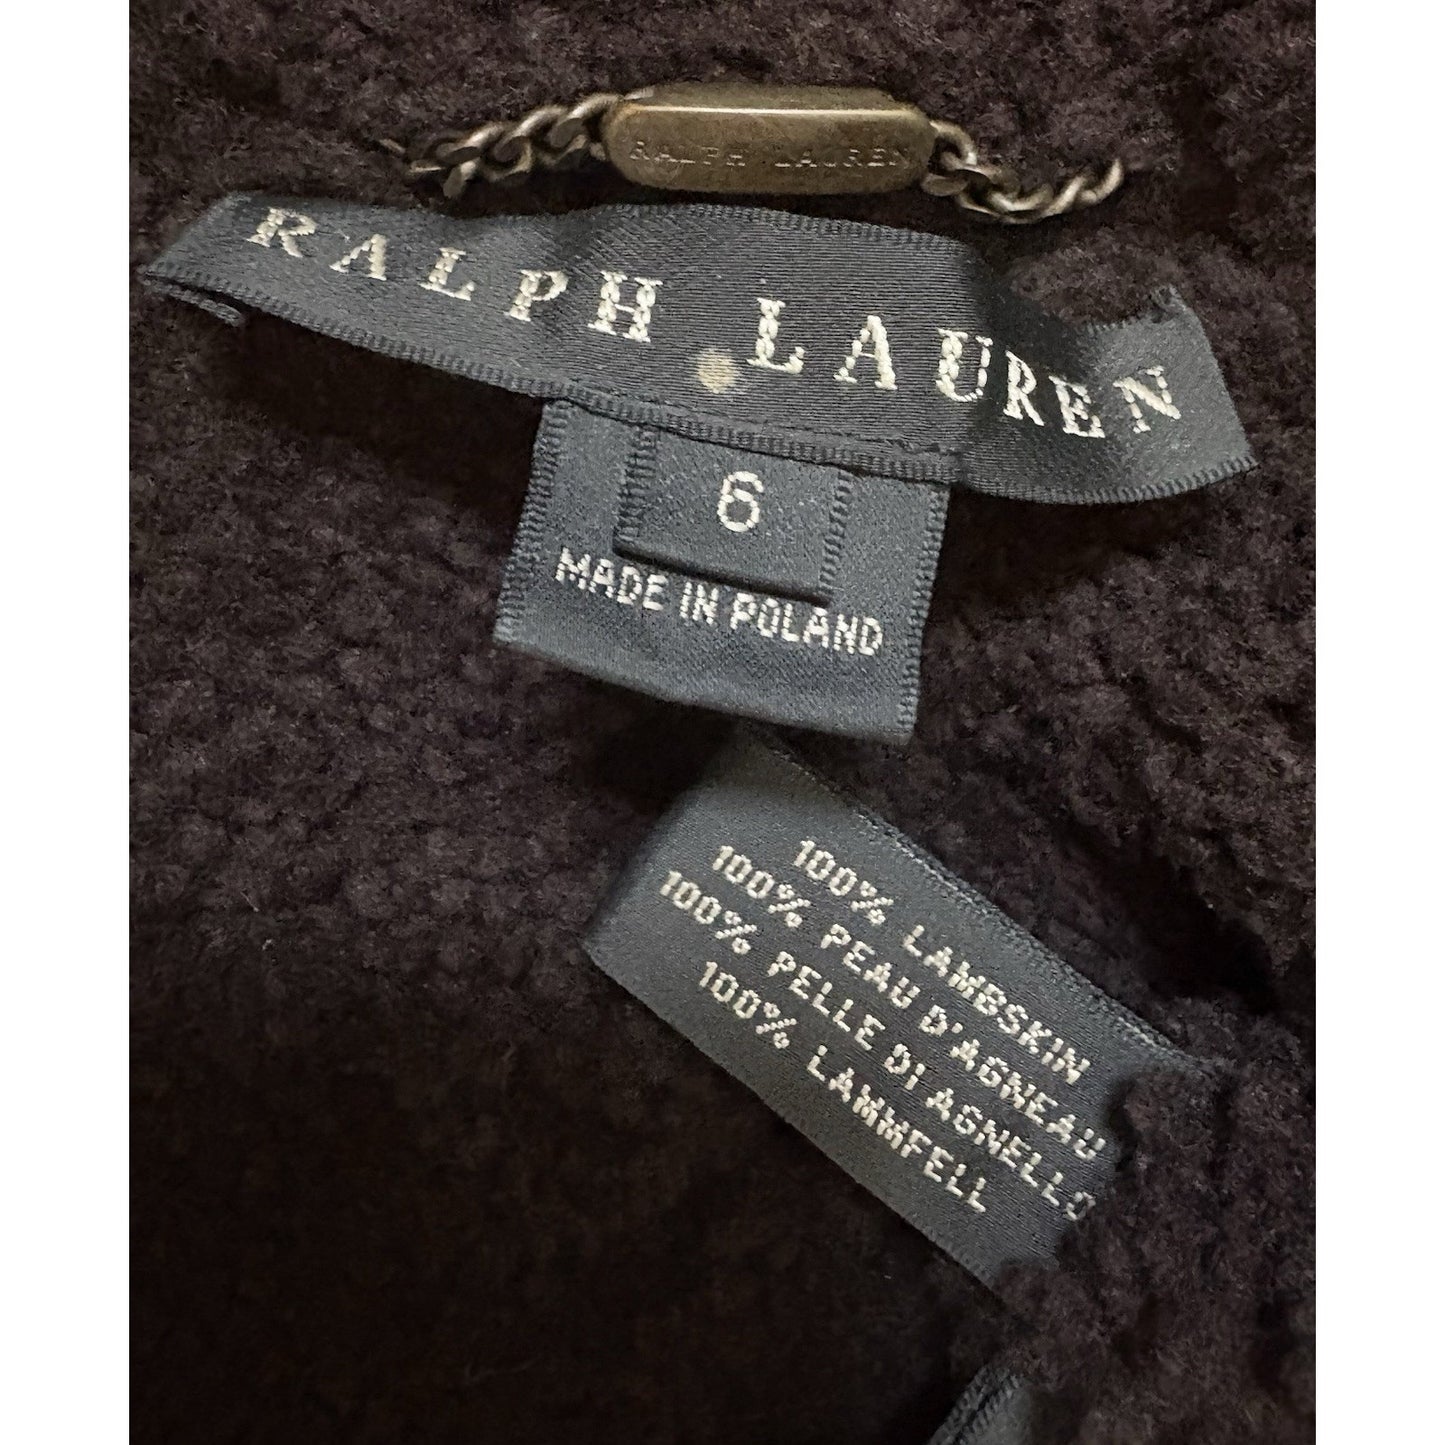 RALPH LAUREN
RALPH LAUREN
6
MADE IN POLAND
100% LAMBSKIN
100% PEAU D'AGNEAU
100% PELLE DI AGNELLO
100% LAMMFELL